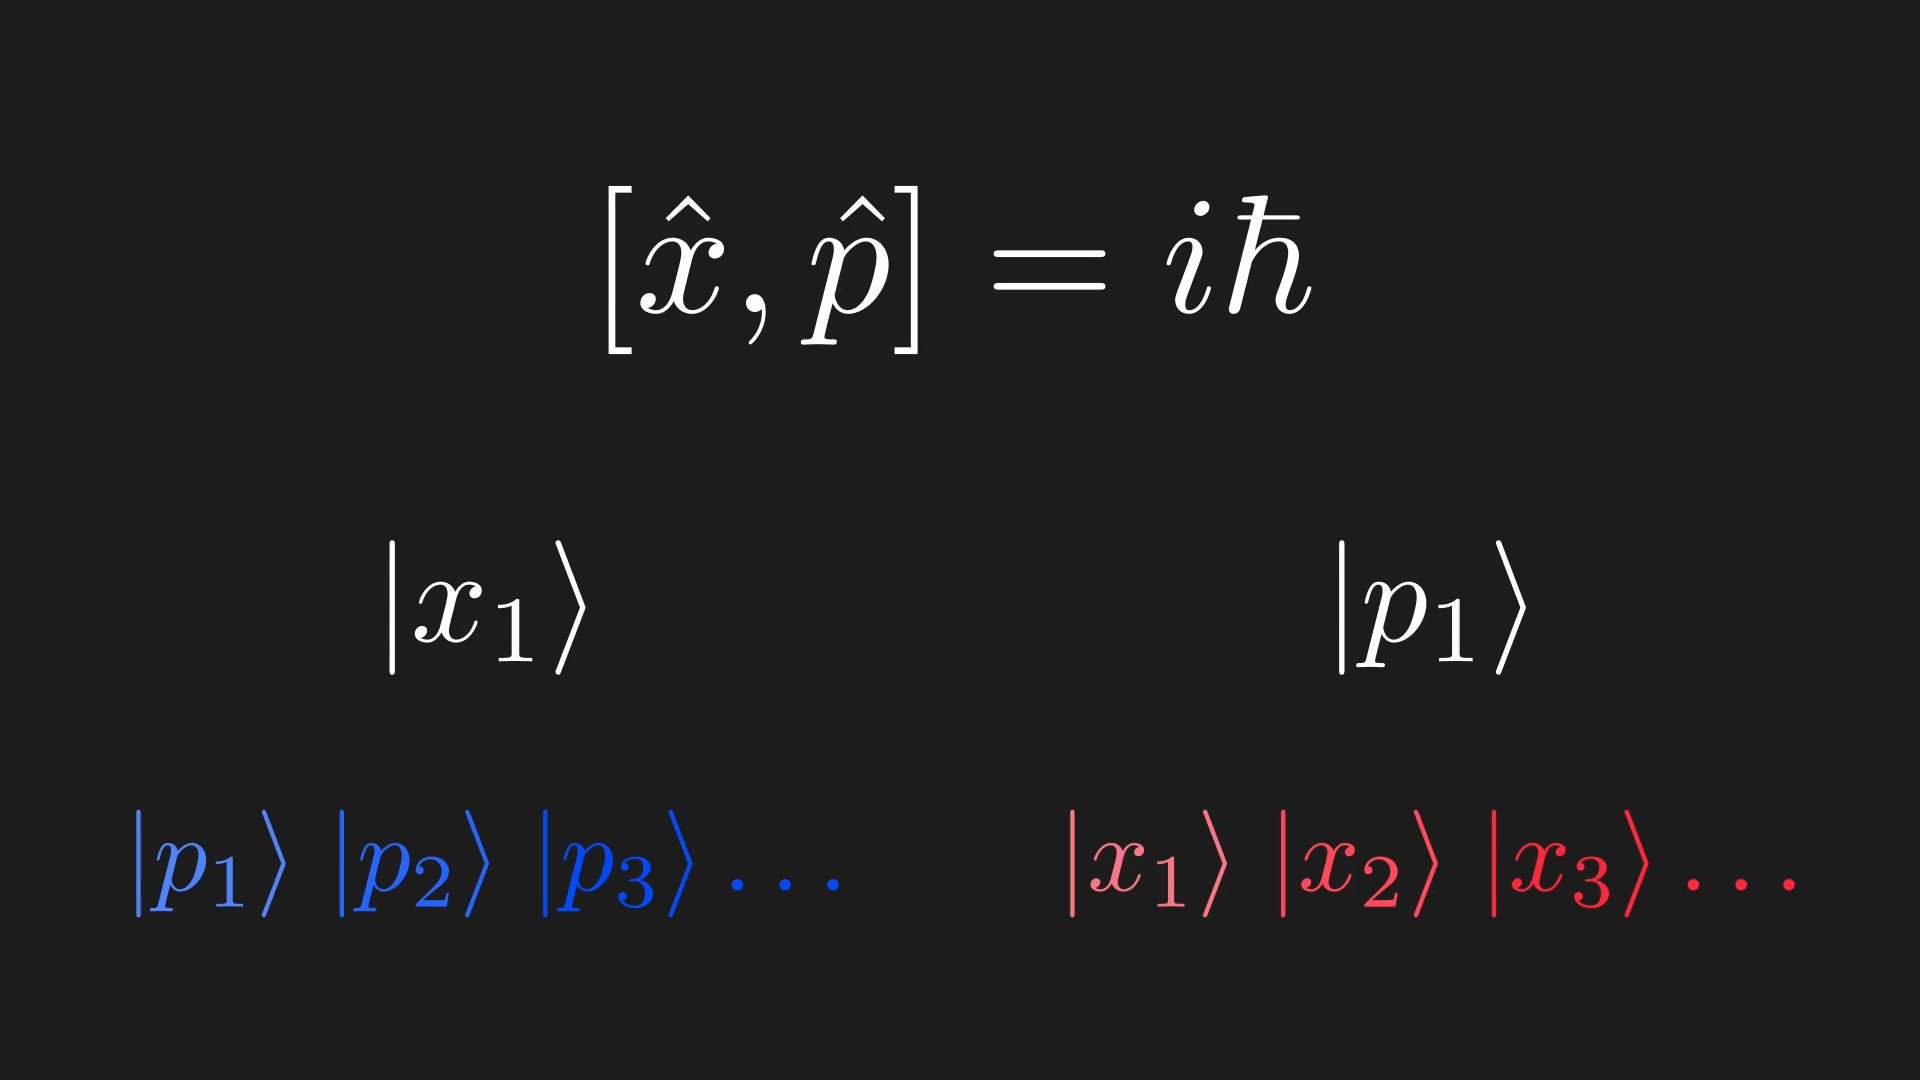 [x̂, p̂] = iℏ
|x₁⟩ |p₁⟩
|p₁⟩ |p₂⟩ |p₃⟩ ... |x₁⟩ |x₂⟩ |x₃⟩ ...